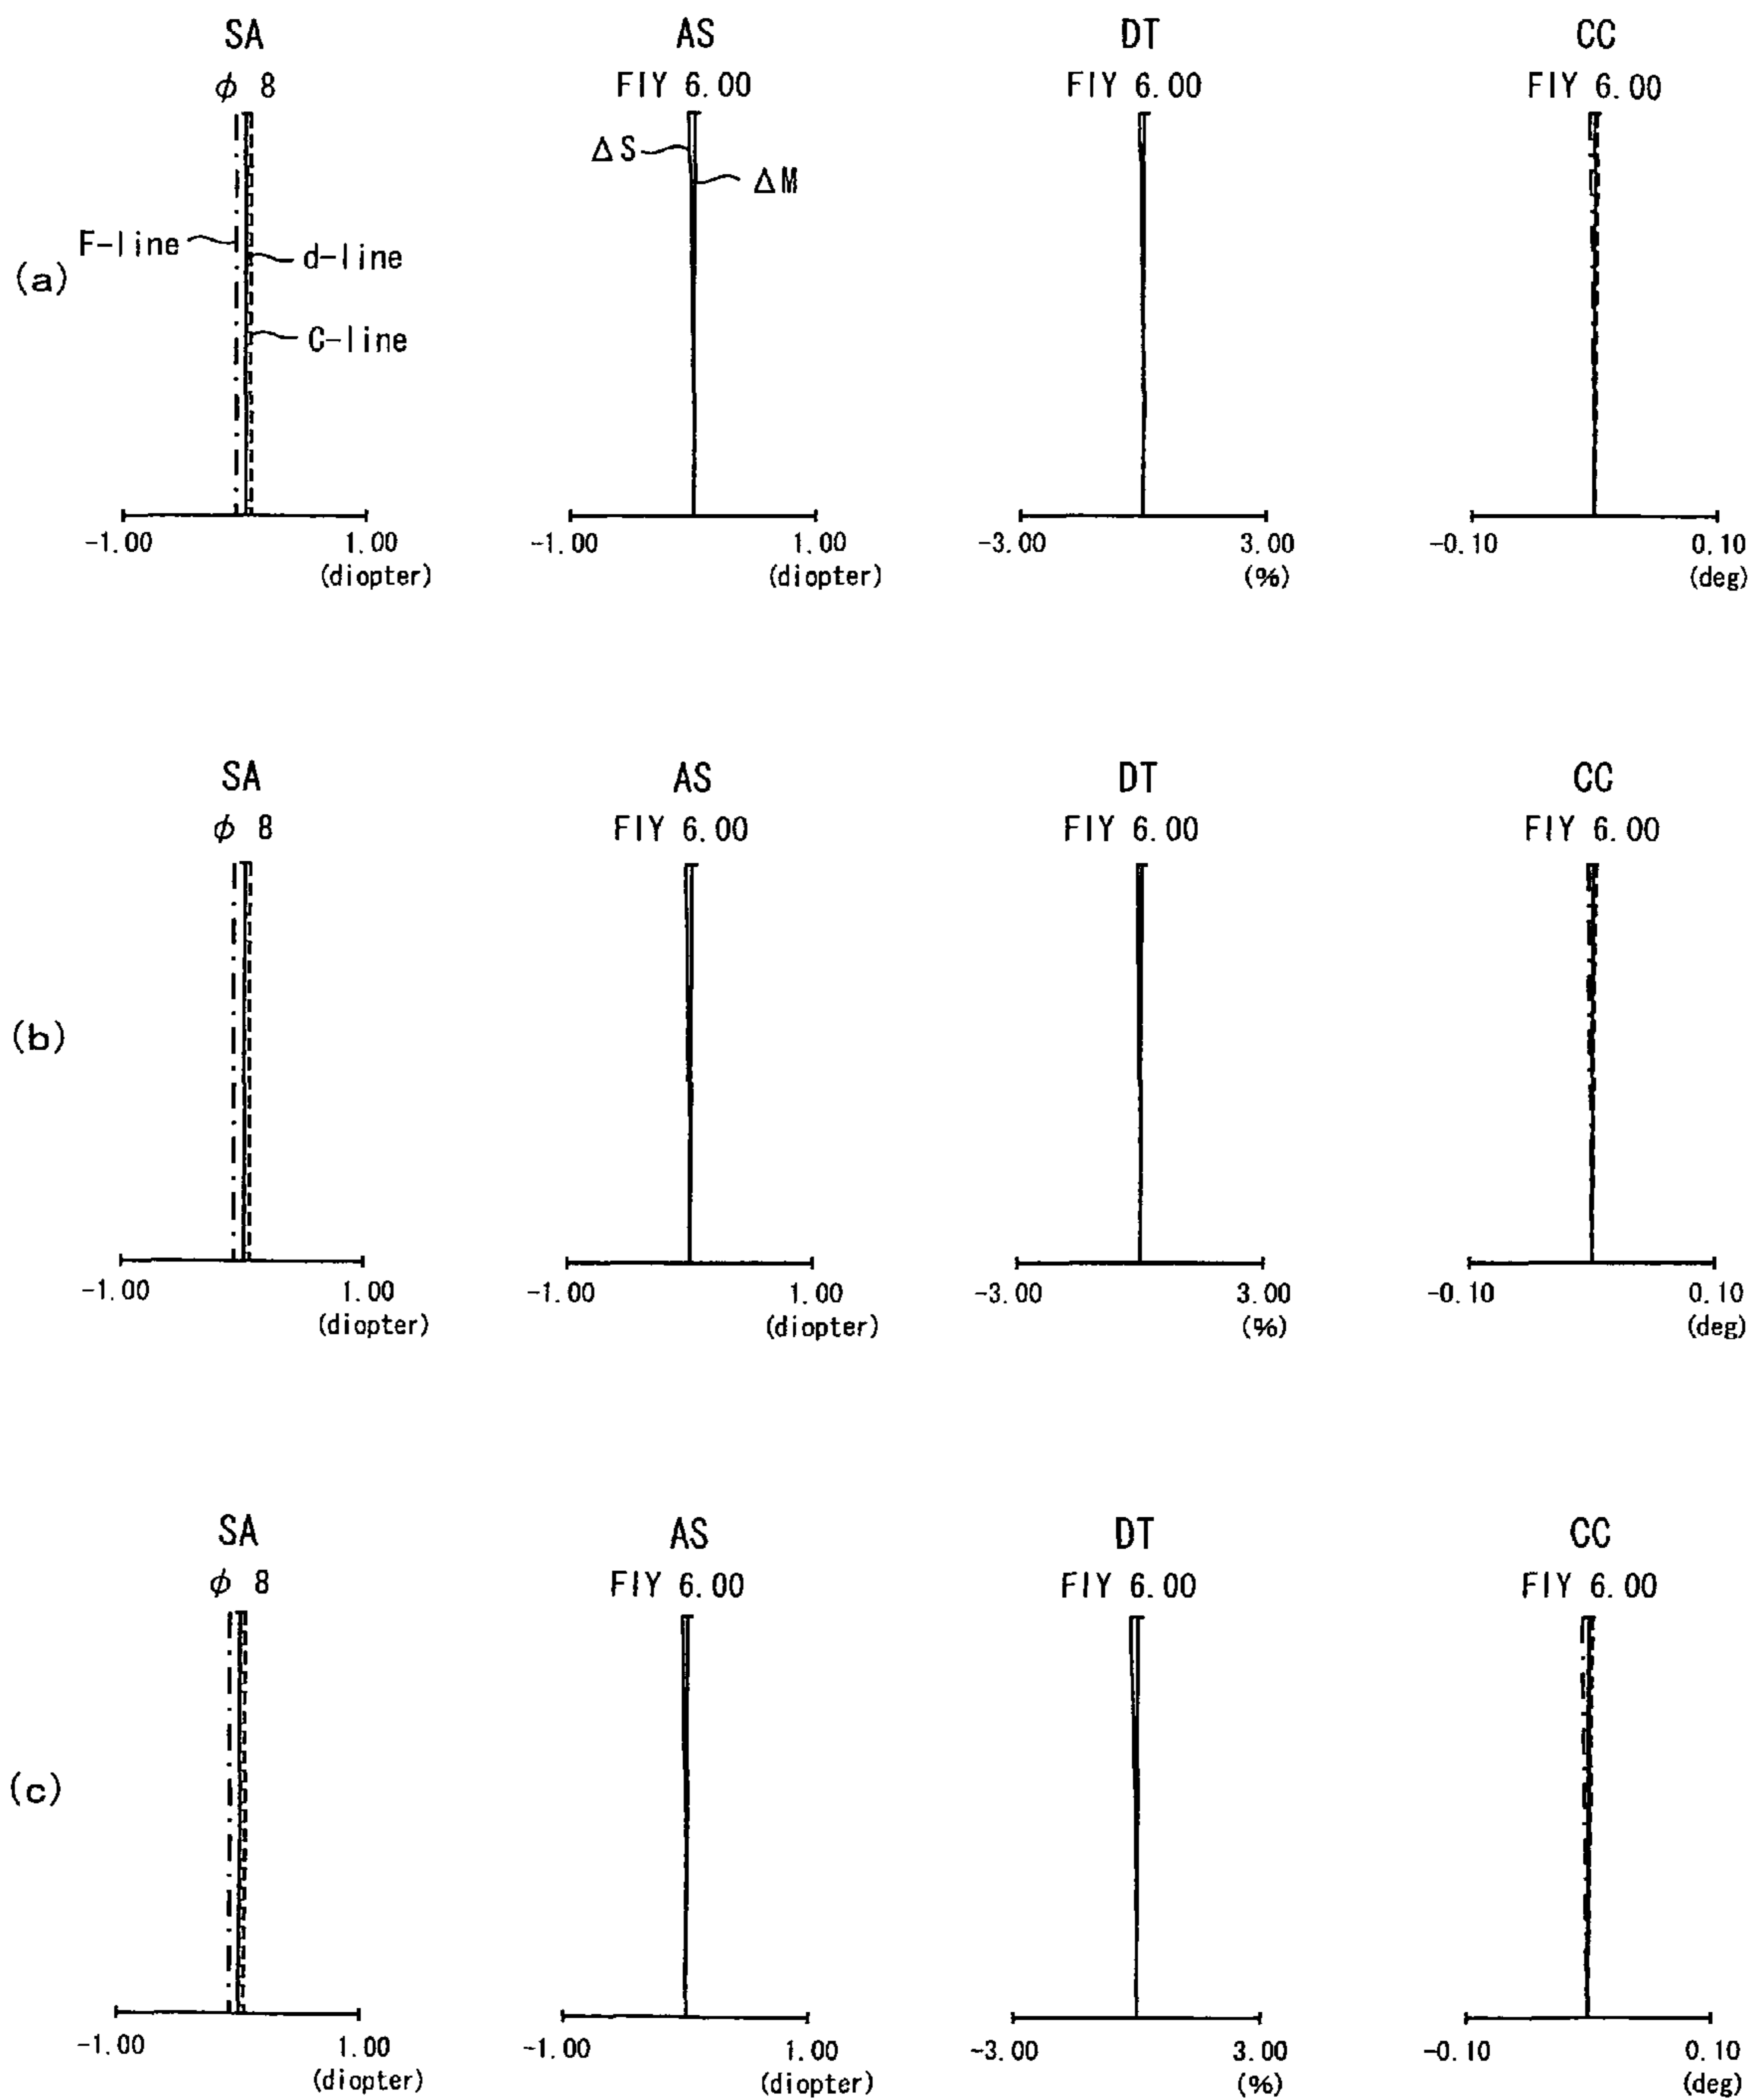 SA AS DT CC
φ 8 FIY 6.00 FIY 6.00 FIY 6.00
ΔS
ΔM
F-line
d-line
(a)
C-line
-1.00 1.00 -1.00 1.00 -3.00 3.00 -0.10 0.10
(diopter) (diopter) (%) (deg)
SA AS DT CC
φ 8 FIY 6.00 FIY 6.00 FIY 6.00
(b)
-1.00 1.00 -1.00 1.00 -3.00 3.00 -0.10 0.10
(diopter) (diopter) (%) (deg)
SA AS DT CC
φ 8 FIY 6.00 FIY 6.00 FIY 6.00
(c)
-1.00 1.00 -1.00 1.00 -3.00 3.00 -0.10 0.10
(diopter) (diopter) (%) (deg)